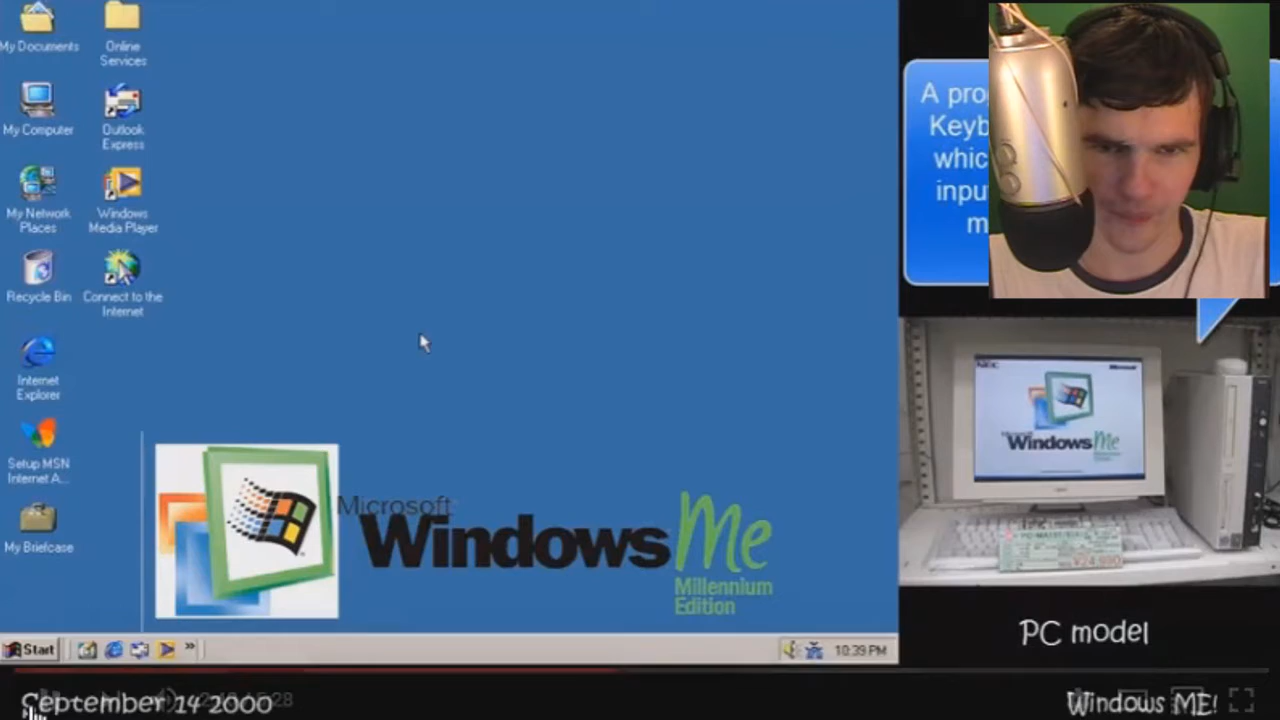 My Documents
Online
Services
My Computer
Outlook
Express
My Network
Places
Windows
Media Player
Recycle Bin
Connect to the
Internet
Internet
Explorer
Setup MSN
Internet A...
My Briefcase
Microsoft
Windows Me
Millennium
Edition
Start
10:39 PM
A pro
Keyb
whic
inpu
m
NEC
Microsoft
Windows Me
PC model
September 14 2000
Windows ME!